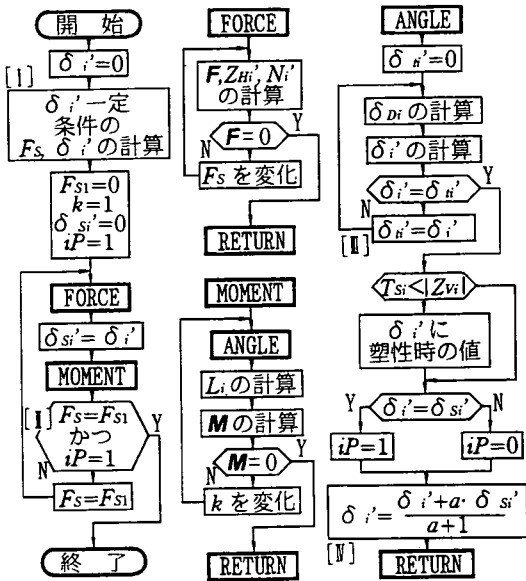 開 始
δi'=0
[Ⅰ]
δi'一定
条件の
FS, δi'の計算
FS1=0
k=1
δSi'=0
iP=1
FORCE
δSi'=δi'
MOMENT
[Ⅱ]
FS=FS1
かつ
iP=1
Y
N
FS=FS1
終 了
FORCE
F,ZHi',Ni'
の計算
F=0
Y
N
FSを変化
RETURN
MOMENT
ANGLE
Liの計算
Mの計算
M=0
Y
N
kを変化
RETURN
ANGLE
δti'=0
δDiの計算
δi'の計算
δi'=δti'
Y
δti'=δi'
[Ⅲ]
TSi<|ZVi|
δi'に
塑性時の値
Y
δi'=δSi'
N
iP=1
iP=0
δi'=δi'+a·δSi'/a+1
[Ⅳ]
RETURN